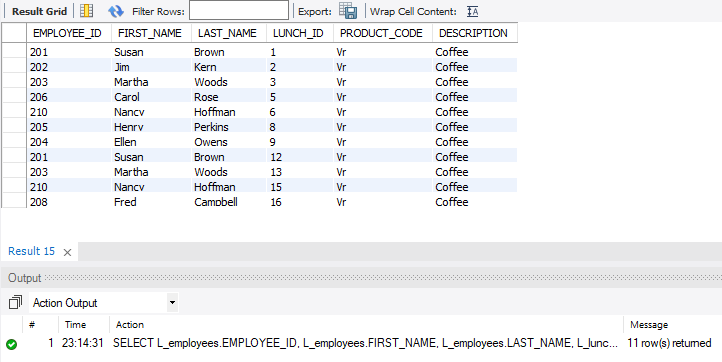 Result Grid Filter Rows: Export: Wrap Cell Content:
EMPLOYEE_ID FIRST_NAME LAST_NAME LUNCH_ID PRODUCT_CODE DESCRIPTION
201 Susan Brown 1 Vr Coffee
202 Jim Kern 2 Vr Coffee
203 Martha Woods 3 Vr Coffee
206 Carol Rose 5 Vr Coffee
210 Nancy Hoffman 6 Vr Coffee
205 Henry Perkins 8 Vr Coffee
204 Ellen Owens 9 Vr Coffee
201 Susan Brown 12 Vr Coffee
203 Martha Woods 13 Vr Coffee
210 Nancy Hoffman 15 Vr Coffee
208 Fred Campbell 16 Vr Coffee
Result 15 ×
Output
Action Output
# Time Action Message
1 23:14:31 SELECT L_employees.EMPLOYEE_ID, L_employees.FIRST_NAME, L_employees.LAST_NAME, L_lunc... 11 row(s) returned